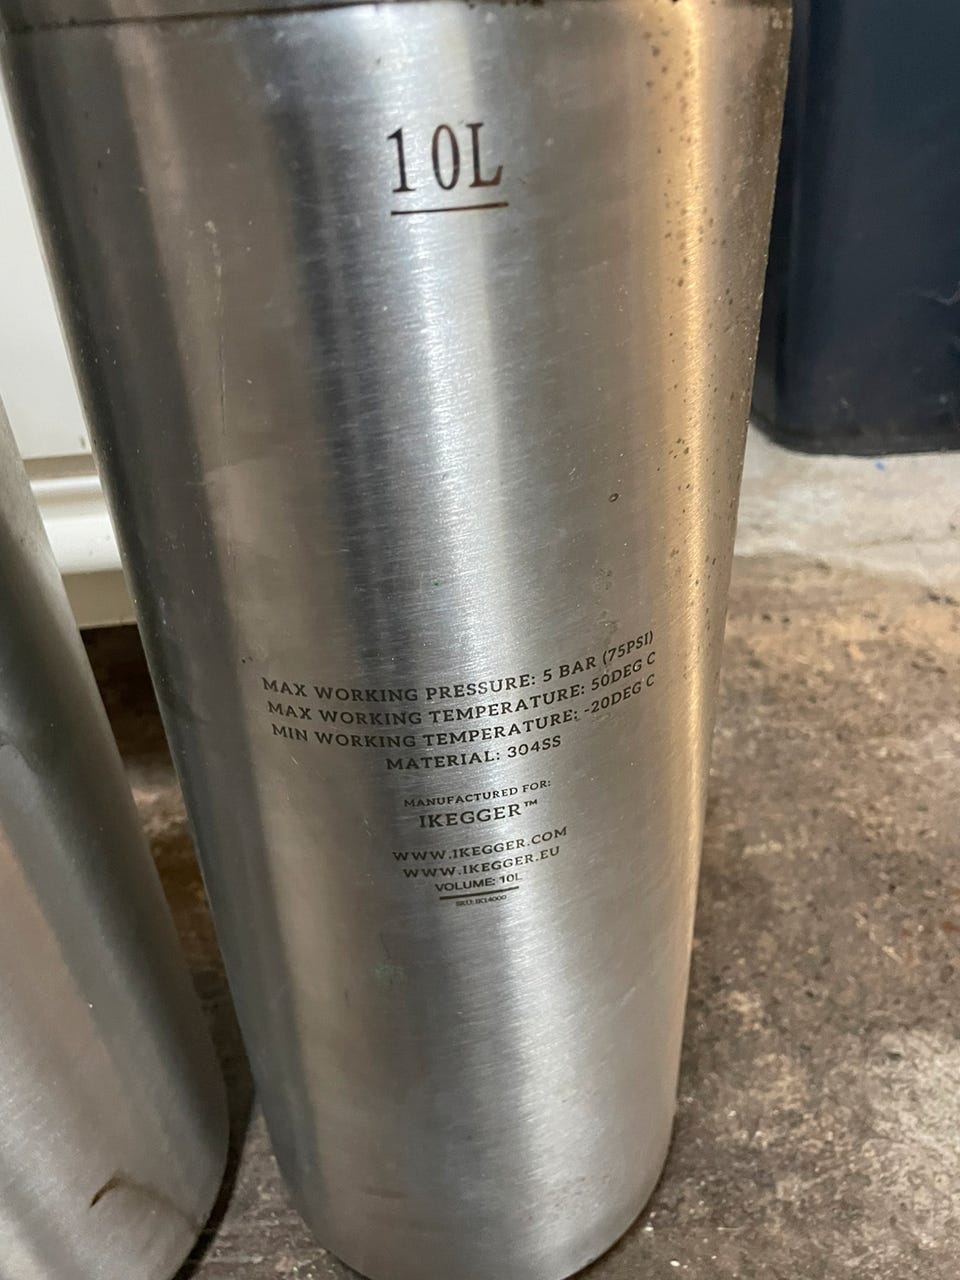 10L
MAX WORKING PRESSURE: 5 BAR (75PSI)
MAX WORKING TEMPERATURE: 50DEG C
MIN WORKING TEMPERATURE: -20DEG C
MATERIAL: 304SS
MANUFACTURED FOR:
IKEGGER™
WWW.IKEGGER.COM
WWW.IKEGGER.EU
VOLUME: 10L
SKU: